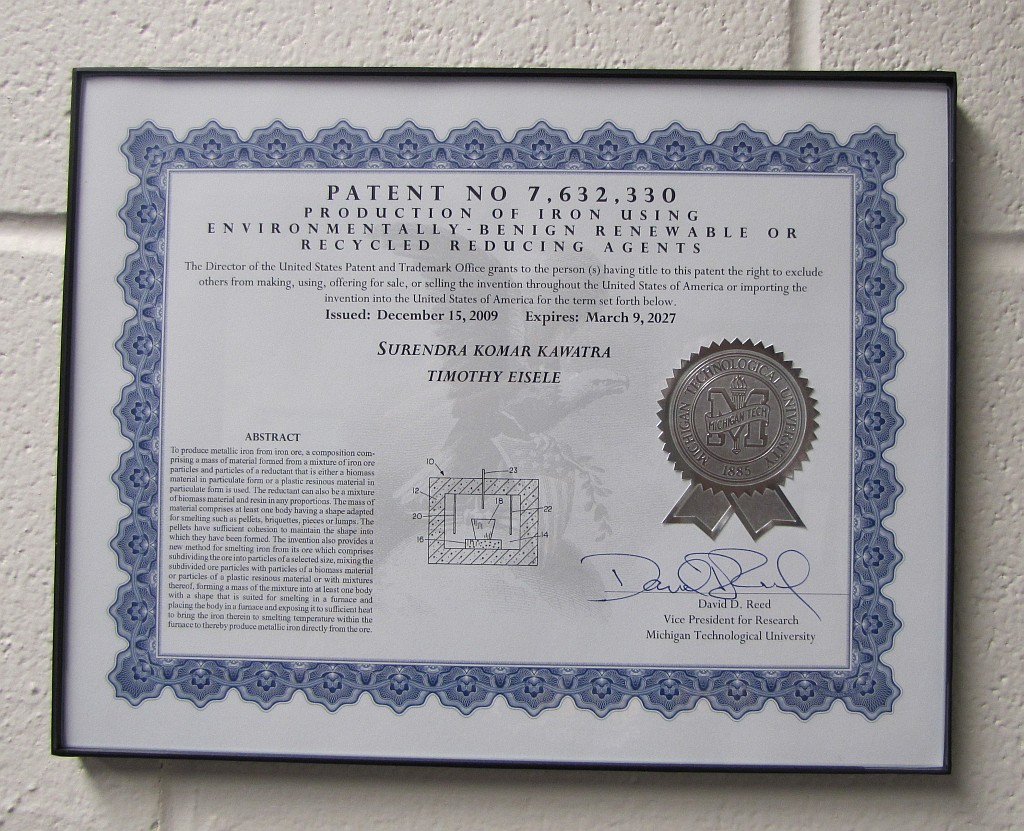 PATENT NO 7,632,330
PRODUCTION OF IRON USING
ENVIRONMENTALLY-BENIGN RENEWABLE OR
RECYCLED REDUCING AGENTS
The Director of the United States Patent and Trademark Office grants to the person (s) having title to this patent the right to exclude
others from making, using, offering for sale, or selling the invention throughout the United States of America or importing the
invention into the United States of America for the term set forth below.
Issued: December 15, 2009 Expires: March 9, 2027
SURENDRA KOMAR KAWATRA
TIMOTHY EISELE
MICHIGAN TECHNOLOGICAL UNIVERSITY
MICHIGAN TECH
1885
ABSTRACT
To produce metallic iron from iron ore, a composition com-
prising a mass of material formed from a mixture of iron ore
particles and particles of a reductant that is either a biomass
material in particulate form or a plastic resinous material in
particulate form is used. The reductant can also be a mixture
of biomass material and resin in any proportions. The mass of
material comprises at least one body having a shape adapted
for smelting such as pellets, briquettes, pieces or lumps. The
pellets have sufficient cohesion to maintain the shape into
which they have been formed. The invention also provides a
new method for smelting iron from its ore which comprises
subdividing the ore into particles of a selected size, mixing the
subdivided ore particles with particles of a biomass material
or particles of a plastic resinous material or with mixtures
thereof, forming a mass of the mixture into at least one body
with a shape that is suited for smelting in a furnace and
placing the body in a furnace and exposing it to sufficient heat
to bring the iron therein to smelting temperature within the
furnace to thereby produce metallic iron directly from the ore.
10
23
12
18
20
22
16
14
David D. Reed
David D. Reed
Vice President for Research
Michigan Technological University